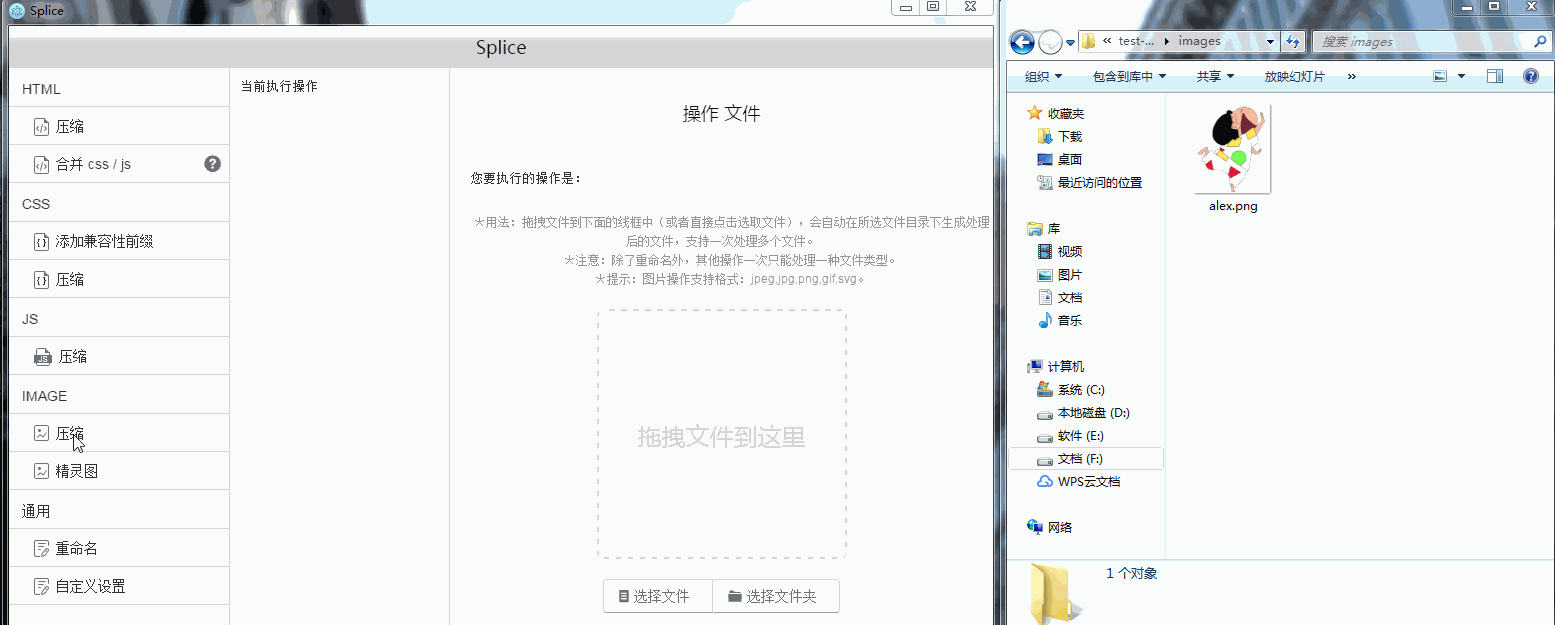 Splice
Splice
HTML
压缩
合并 css / js
?
CSS
添加兼容性前缀
压缩
JS
JS 压缩
IMAGE
压缩
精灵图
通用
重命名
自定义设置
当前执行操作
操作 文件
您要执行的操作是：
＊用法：拖拽文件到下面的线框中（或者直接点击选取文件），会自动在所选文件目录下生成处理
后的文件，支持一次处理多个文件。
＊注意：除了重命名外，其他操作一次只能处理一种文件类型。
＊提示：图片操作支持格式：jpeg,jpg,png,gif,svg。
拖拽文件到这里
选择文件 选择文件夹
« test-... images
搜索 images
组织 包含到库中 共享 放映幻灯片 »
收藏夹
下载
桌面
最近访问的位置
库
视频
图片
文档
音乐
计算机
系统 (C:)
本地磁盘 (D:)
软件 (E:)
文档 (F:)
WPS云文档
网络
alex.png
1 个对象